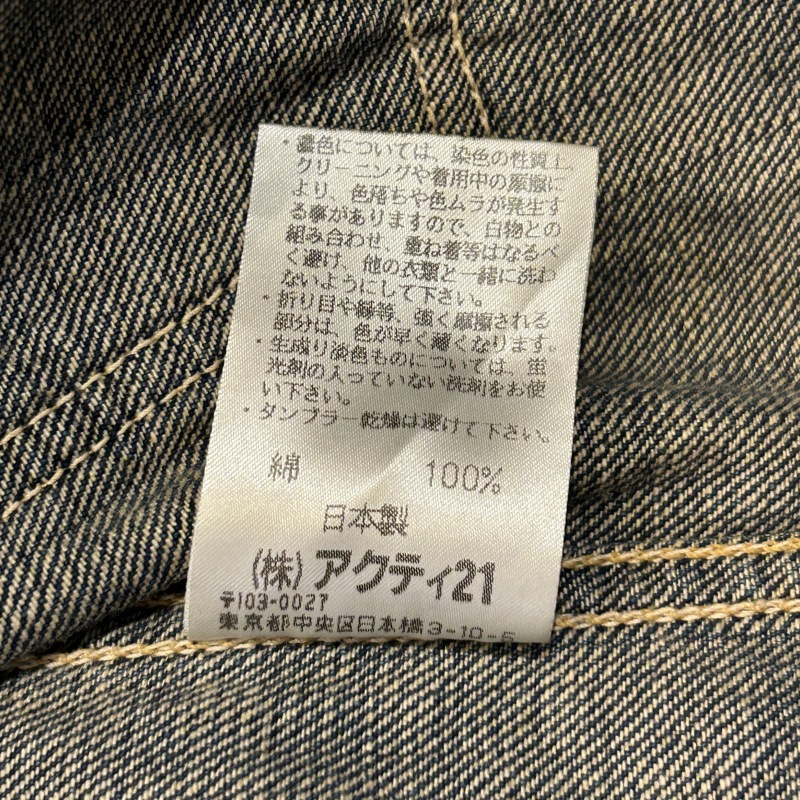 ・濃色については、染色の性質上、
クリーニングや着用中の摩擦に
より、色落ちや色ムラが発生す
る事がありますので、白物との
組み合わせ、重ね着等はなるべ
く避け、他の衣類と一緒に洗わ
ないようにして下さい。
・折り目や縁等、強く摩擦される
部分は、色が早く薄くなります。
・生成り淡色ものについては、蛍
光剤の入っていない洗剤をお使
い下さい。
・タンブラー乾燥は避けて下さい。
綿 100%
日本製
(株)アクティ21
〒103-0027
東京都中央区日本橋3-10-5